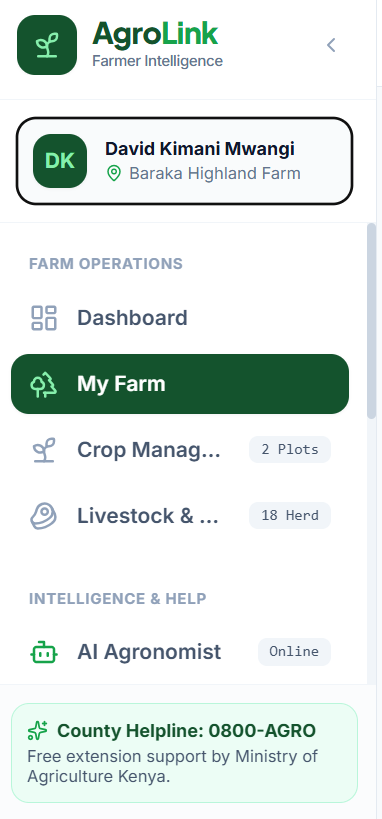 AgroLink
Farmer Intelligence
DK
David Kimani Mwangi
Baraka Highland Farm
FARM OPERATIONS
Dashboard
My Farm
Crop Manag... 2 Plots
Livestock & ... 18 Herd
INTELLIGENCE & HELP
AI Agronomist Online
County Helpline: 0800-AGRO
Free extension support by Ministry of
Agriculture Kenya.